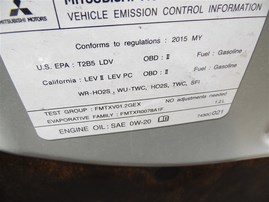 MITSUBISHI
MITSUBISHI MOTORS
VEHICLE EMISSION CONTROL INFORMATION
Conforms to regulations : 2015 MY
U.S. EPA : T2B5 LDV OBD : II Fuel : Gasoline
California : LEV II LEV PC OBD : II Fuel : Gasoline
WR-HO2S , WU-TWC, HO2S, TWC, SFI
No adjustments needed
TEST GROUP : FMTXV01.2GEX
EVAPORATIVE FAMILY : FMTXR0078A1F
ENGINE OIL : SAE 0W-20